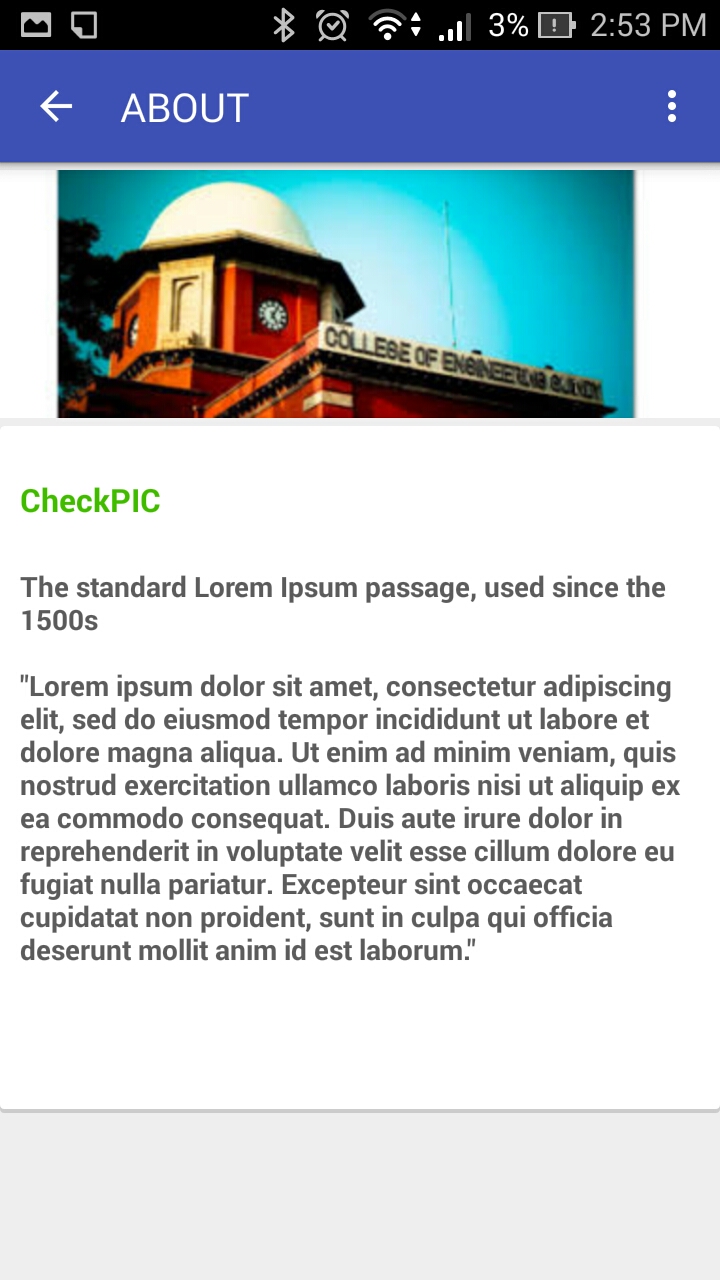 3% 2:53 PM
ABOUT
COLLEGE OF ENGINEERING GUINDY
CheckPIC
The standard Lorem Ipsum passage, used since the
1500s
"Lorem ipsum dolor sit amet, consectetur adipiscing
elit, sed do eiusmod tempor incididunt ut labore et
dolore magna aliqua. Ut enim ad minim veniam, quis
nostrud exercitation ullamco laboris nisi ut aliquip ex
ea commodo consequat. Duis aute irure dolor in
reprehenderit in voluptate velit esse cillum dolore eu
fugiat nulla pariatur. Excepteur sint occaecat
cupidatat non proident, sunt in culpa qui officia
deserunt mollit anim id est laborum."